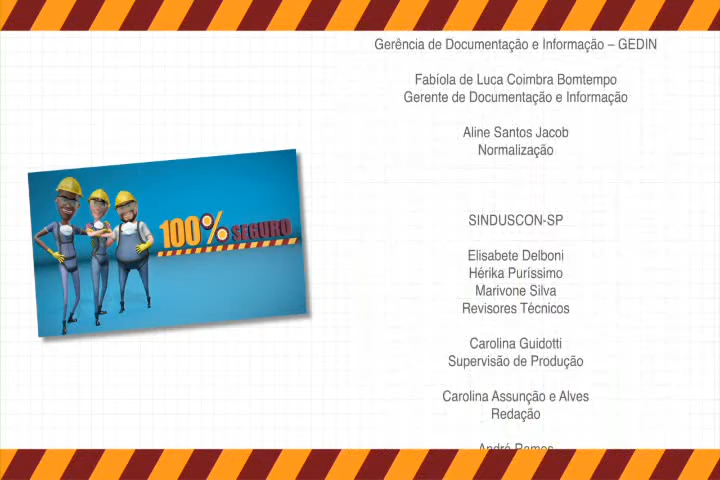 Gerência de Documentação e Informação – GEDIN
Fabíola de Luca Coimbra Bomtempo
Gerente de Documentação e Informação
Aline Santos Jacob
Normalização
100% SEGURO
SINDUSCON-SP
Elisabete Delboni
Hérika Puríssimo
Marivone Silva
Revisores Técnicos
Carolina Guidotti
Supervisão de Produção
Carolina Assunção e Alves
Redação
André Ramos